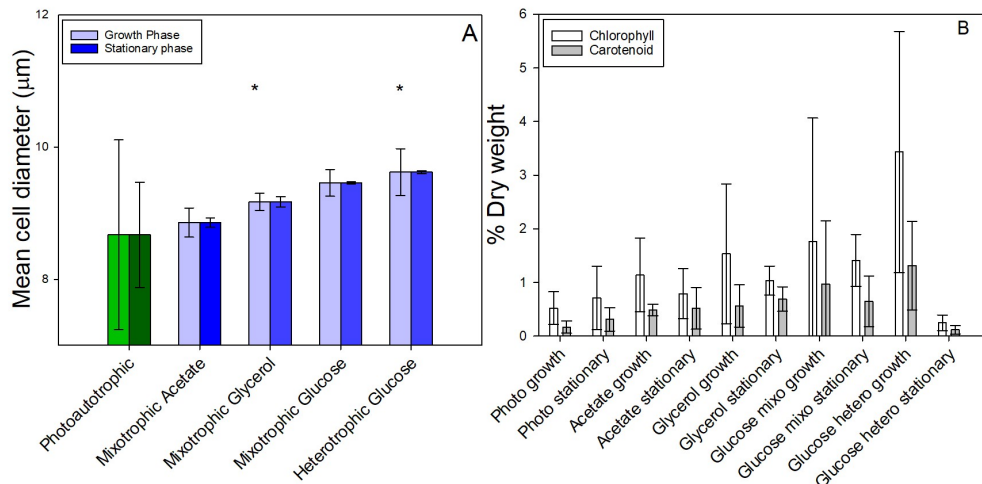 A
Growth Phase
Stationary phase
Mean cell diameter (μm)
12
10
8
*
*
Photoautotrophic
Mixotrophic Acetate
Mixotrophic Glycerol
Mixotrophic Glucose
Heterotrophic Glucose
B
Chlorophyll
Carotenoid
% Dry weight
6
5
4
3
2
1
0
Photo growth
Photo stationary
Acetate growth
Acetate stationary
Glycerol growth
Glycerol stationary
Glucose mixo growth
Glucose mixo stationary
Glucose hetero growth
Glucose hetero stationary